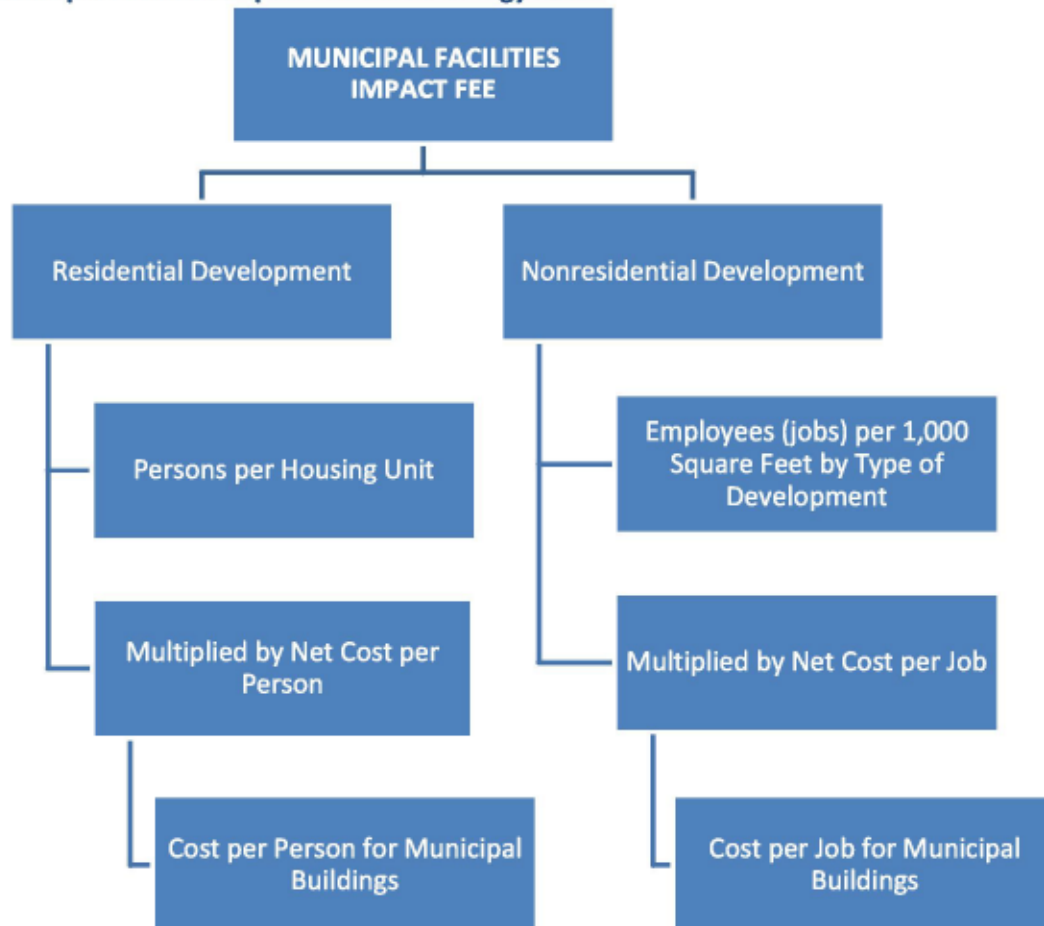 MUNICIPAL FACILITIES
IMPACT FEE
Residential Development
Nonresidential Development
Persons per Housing Unit
Employees (jobs) per 1,000
Square Feet by Type of
Development
Multiplied by Net Cost per
Person
Multiplied by Net Cost per Job
Cost per Person for Municipal
Buildings
Cost per Job for Municipal
Buildings